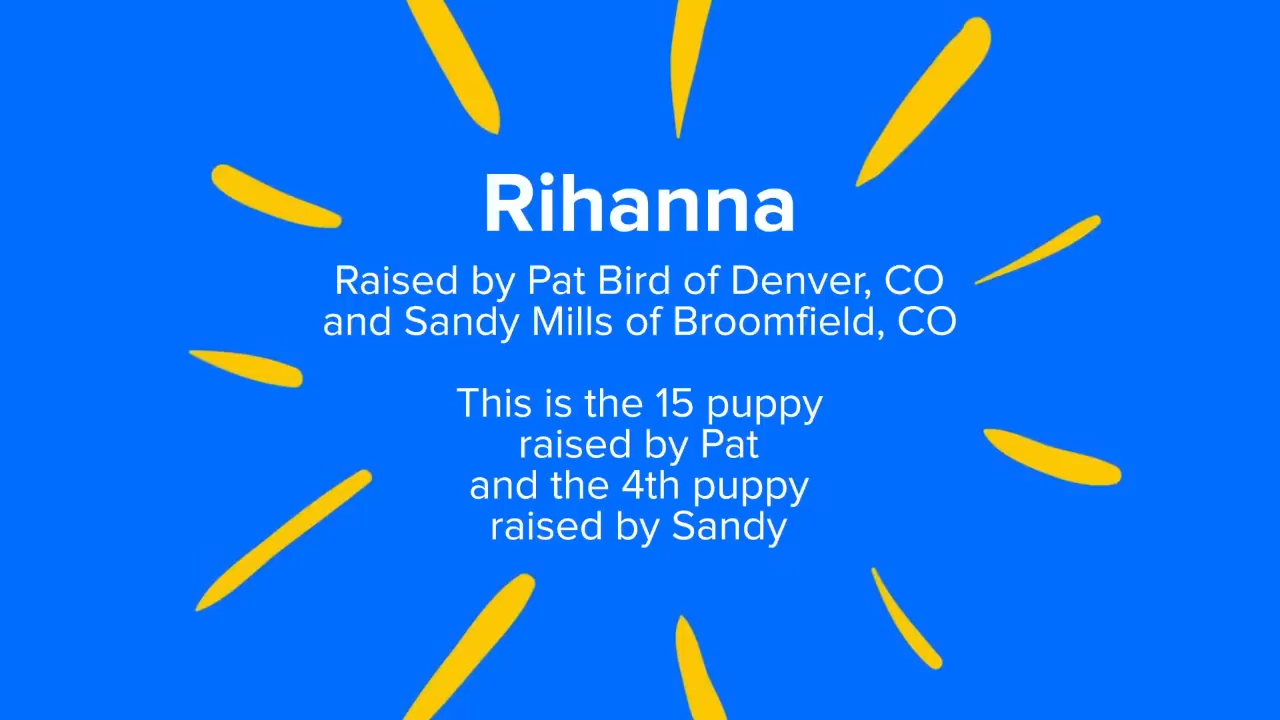 Rihanna
Raised by Pat Bird of Denver, CO
and Sandy Mills of Broomfield, CO
This is the 15 puppy
raised by Pat
and the 4th puppy
raised by Sandy